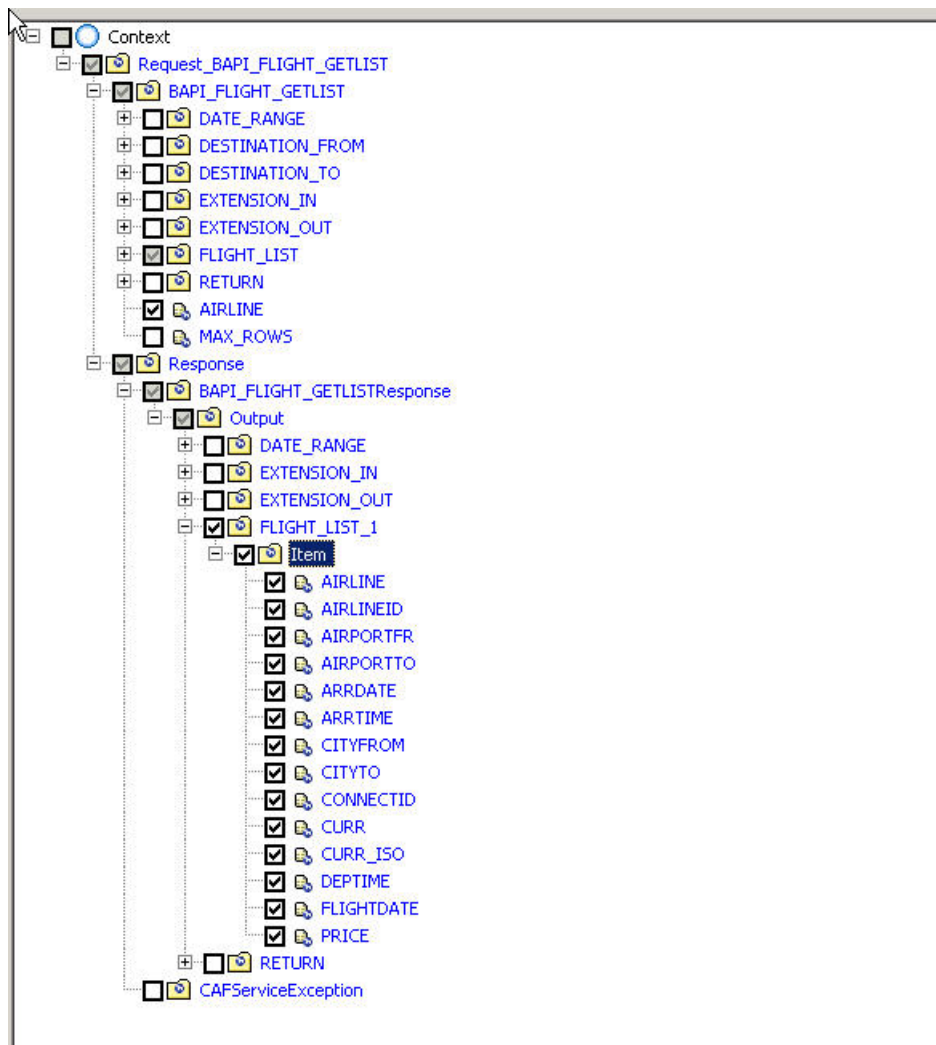 Context
Request_BAPI_FLIGHT_GETLIST
BAPI_FLIGHT_GETLIST
DATE_RANGE
DESTINATION_FROM
DESTINATION_TO
EXTENSION_IN
EXTENSION_OUT
FLIGHT_LIST
RETURN
AIRLINE
MAX_ROWS
Response
BAPI_FLIGHT_GETLISTResponse
Output
DATE_RANGE
EXTENSION_IN
EXTENSION_OUT
FLIGHT_LIST_1
Item
AIRLINE
AIRLINEID
AIRPORTFR
AIRPORTTO
ARRDATE
ARRTIME
CITYFROM
CITYTO
CONNECTID
CURR
CURR_ISO
DEPTIME
FLIGHTDATE
PRICE
RETURN
CAFServiceException